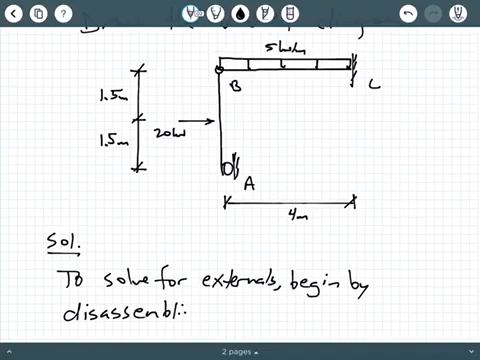 5kN/m
B
C
1.5m
20kN
1.5m
A
4m
Sol.
To solve for externals, begin by
disassembli
2 pages